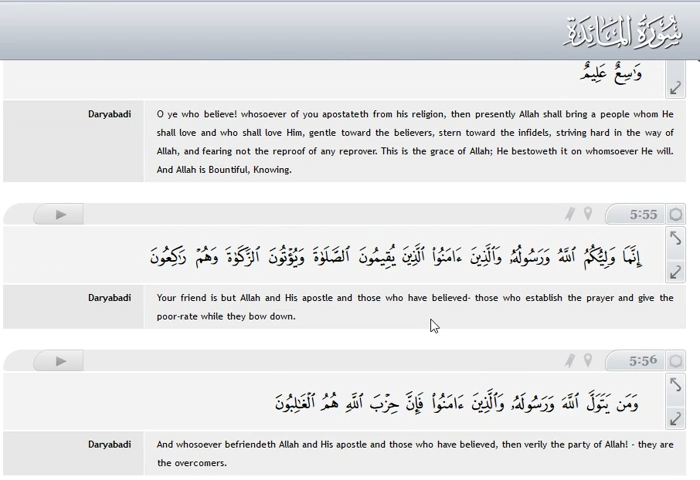 سُورَةُ المَائِدَة
وَٰسِعٌ عَلِيمٌ
Daryabadi
O ye who believe! whosoever of you apostateth from his religion, then presently Allah shall bring a people whom He
shall love and who shall love Him, gentle toward the believers, stern toward the infidels, striving hard in the way of
Allah, and fearing not the reproof of any reprover. This is the grace of Allah; He bestoweth it on whomsoever He will.
And Allah is Bountiful, Knowing.
5:55
إِنَّمَا وَلِيُّكُمُ ٱللَّهُ وَرَسُولُهُۥ وَٱلَّذِينَ ءَامَنُوا۟ ٱلَّذِينَ يُقِيمُونَ ٱلصَّلَوٰةَ وَيُؤْتُونَ ٱلزَّكَوٰةَ وَهُمْ رَٰكِعُونَ
Daryabadi
Your friend is but Allah and His apostle and those who have believed- those who establish the prayer and give the
poor-rate while they bow down.
5:56
وَمَن يَتَوَلَّ ٱللَّهَ وَرَسُولَهُۥ وَٱلَّذِينَ ءَامَنُوا۟ فَإِنَّ حِزْبَ ٱللَّهِ هُمُ ٱلْغَٰلِبُونَ
Daryabadi
And whosoever befriendeth Allah and His apostle and those who have believed, then verily the party of Allah! - they are
the overcomers.